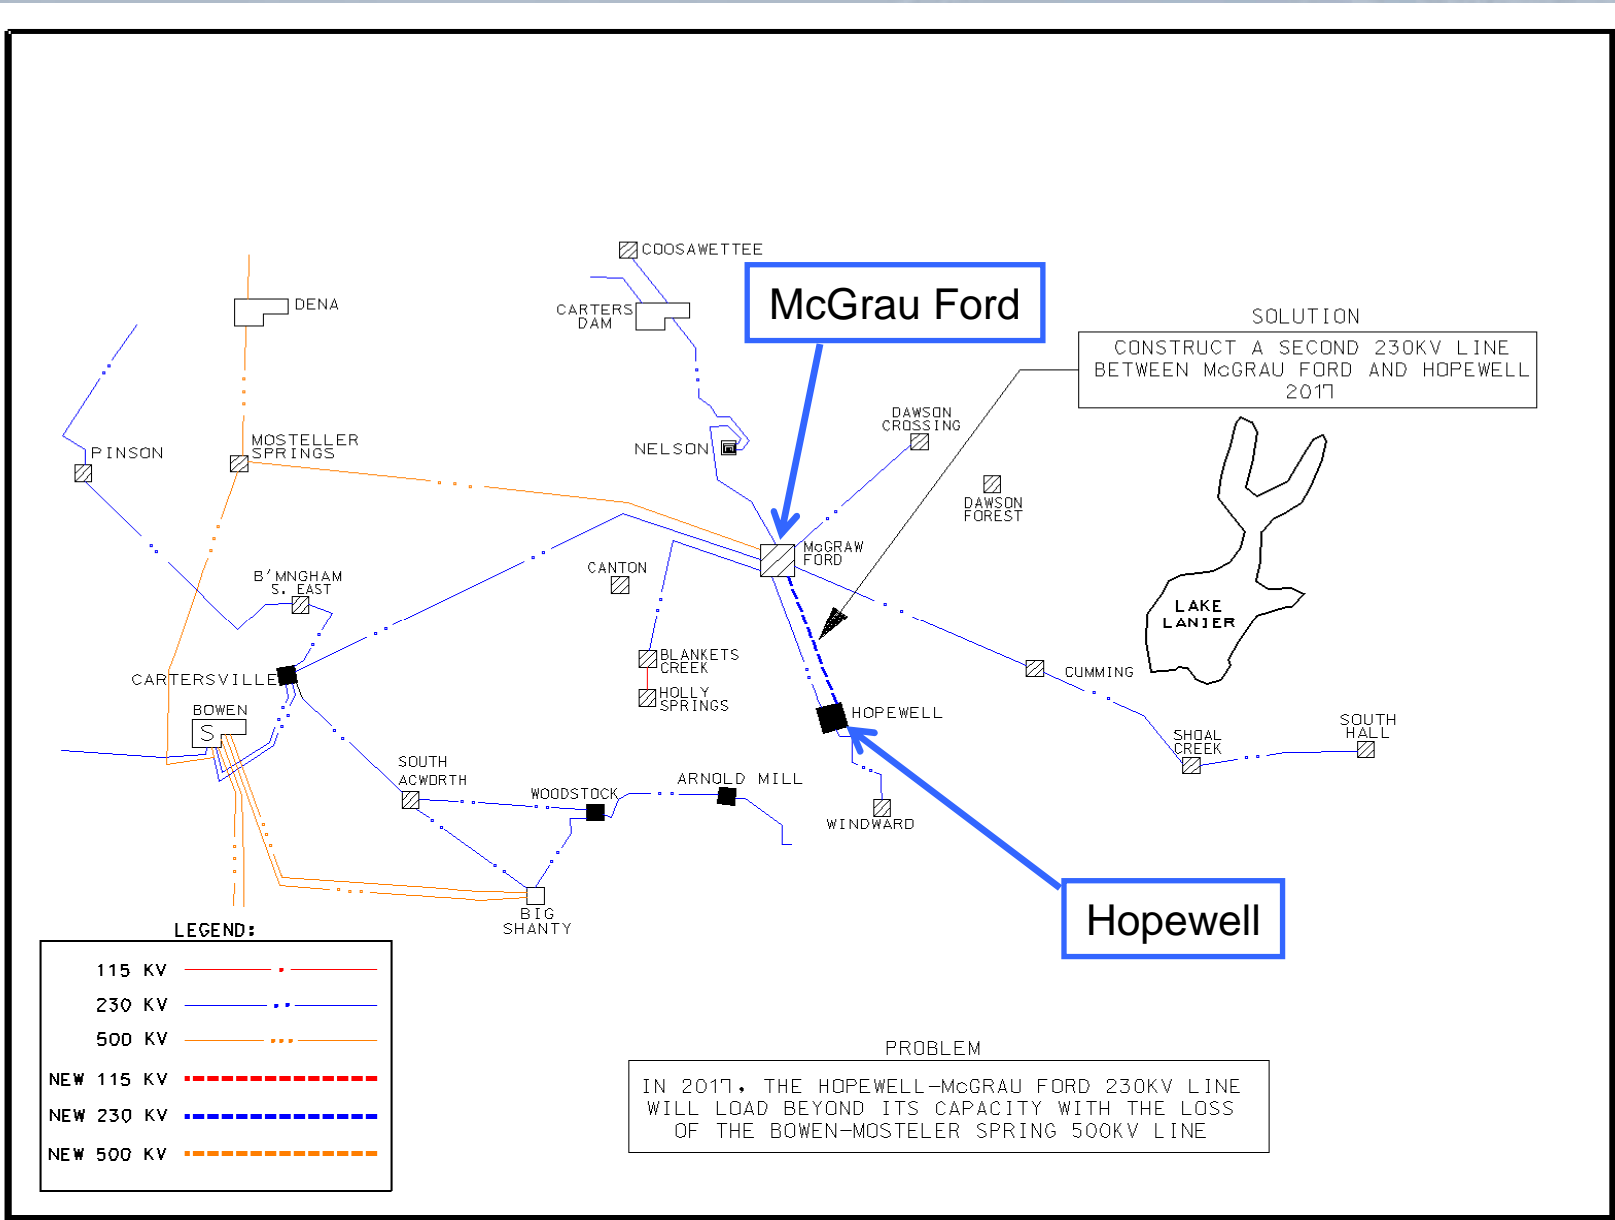 COOSAWETTEE
McGrau Ford
DENA
CARTERS
DAM
SOLUTION
CONSTRUCT A SECOND 230KV LINE
BETWEEN McGRAU FORD AND HOPEWELL
2017
DAWSON
CROSSING
PINSON
MOSTELLER
SPRINGS
NELSON
DAWSON
FOREST
McGRAW
FORD
CANTON
B'MNGHAM
S. EAST
LAKE
LANIER
BLANKETS
CREEK
CUMMING
CARTERSVILLE
HOLLY
SPRINGS
BOWEN
S
HOPEWELL
SOUTH
HALL
SHOAL
CREEK
SOUTH
ACWORTH
WOODSTOCK
ARNOLD MILL
WINDWARD
BIG
SHANTY
Hopewell
LEGEND:
115 KV
230 KV
500 KV
NEW 115 KV
NEW 230 KV
NEW 500 KV
PROBLEM
IN 2017, THE HOPEWELL-McGRAU FORD 230KV LINE
WILL LOAD BEYOND ITS CAPACITY WITH THE LOSS
OF THE BOWEN-MOSTELER SPRING 500KV LINE